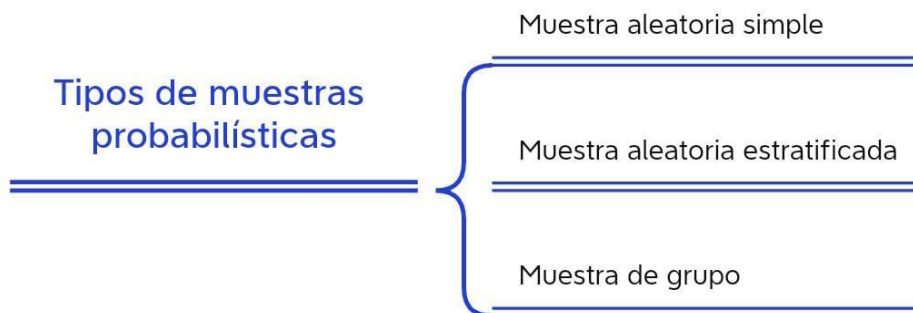 Tipos de muestras
probabilísticas
Muestra aleatoria simple
Muestra aleatoria estratificada
Muestra de grupo